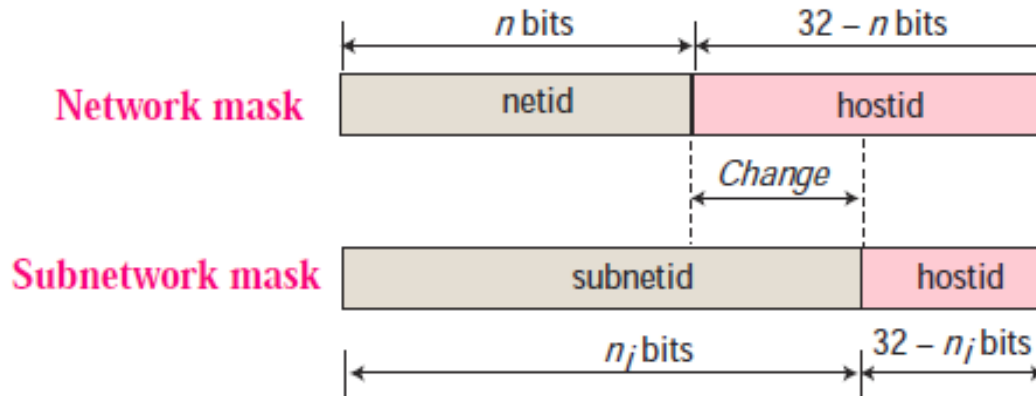 n bits 32 – n bits
Network mask netid hostid
Change
Subnetwork mask subnetid hostid
nj bits 32 – nj bits